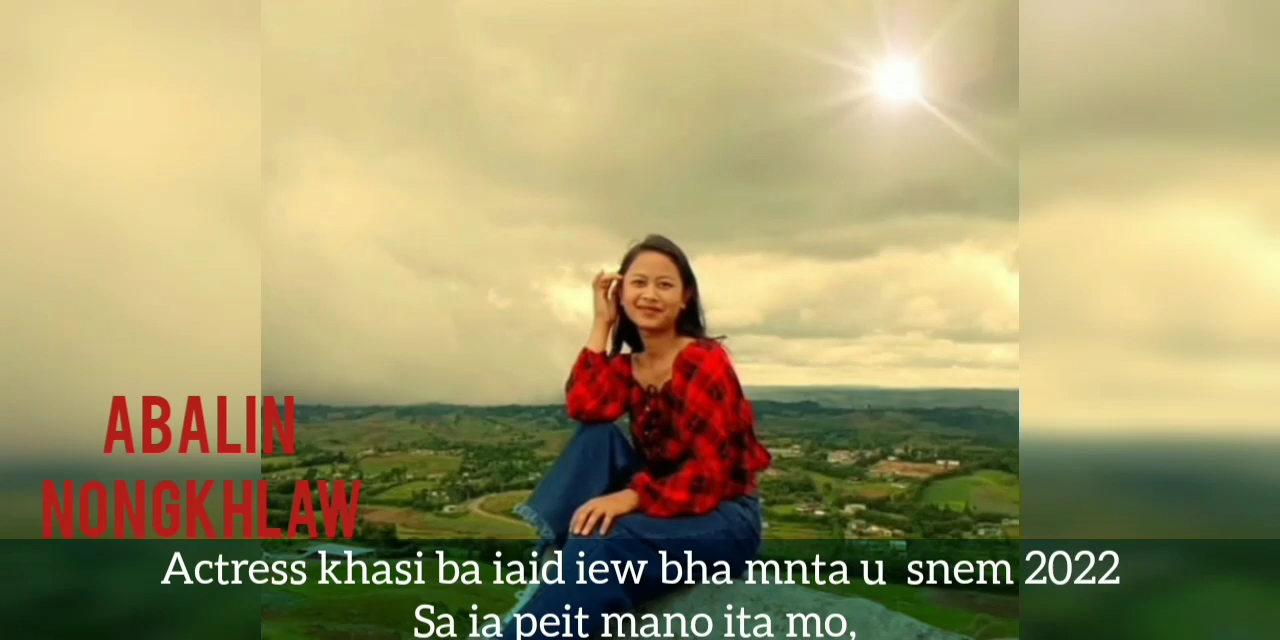 ABALIN
NONGKHLAW
Actress khasi ba iaid iew bha mnta u snem 2022
Sa ia peit mano ita mo,